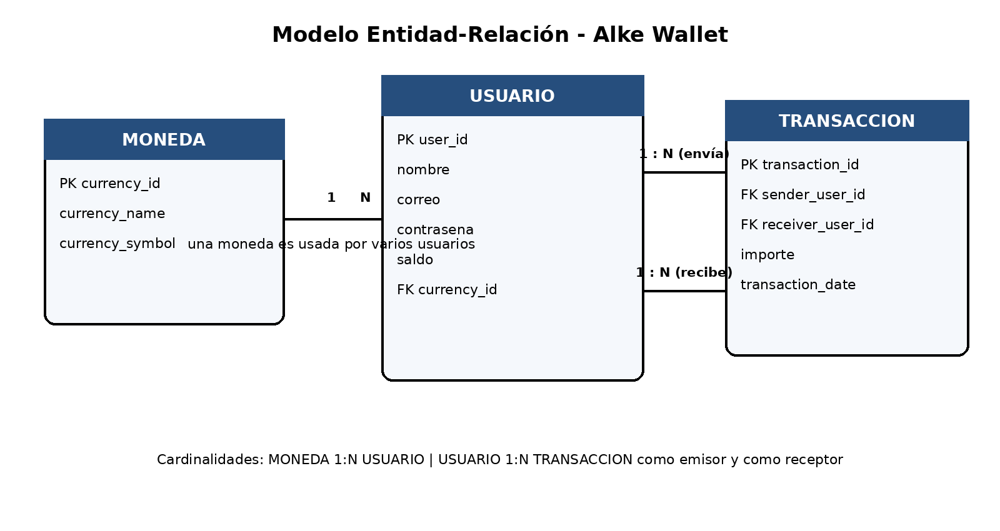 Modelo Entidad-Relación - Alke Wallet
MONEDA
PK currency_id
currency_name
currency_symbol
1 N
una moneda es usada por varios usuarios
USUARIO
PK user_id
nombre
correo
contrasena
saldo
FK currency_id
1 : N (envía)
1 : N (recibe)
TRANSACCION
PK transaction_id
FK sender_user_id
FK receiver_user_id
importe
transaction_date
Cardinalidades: MONEDA 1:N USUARIO | USUARIO 1:N TRANSACCION como emisor y como receptor